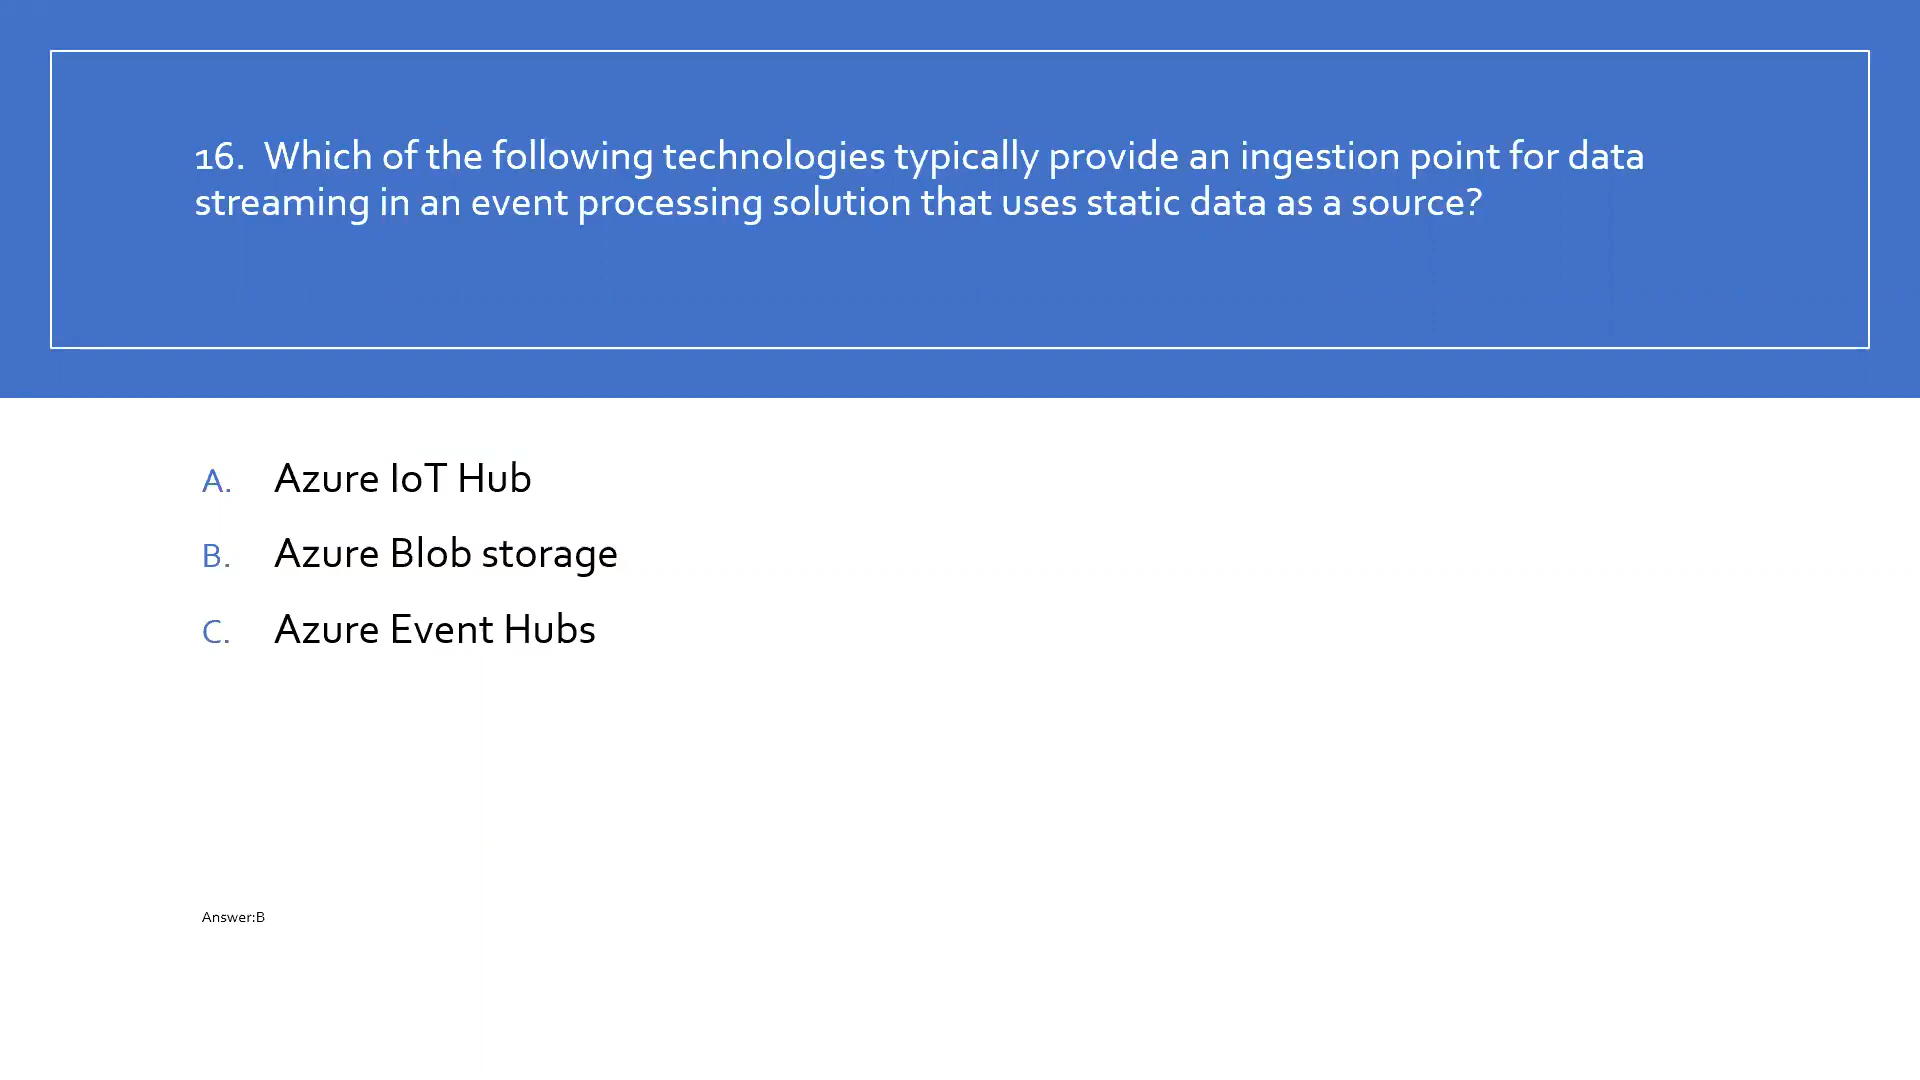 16. Which of the following technologies typically provide an ingestion point for data
streaming in an event processing solution that uses static data as a source?
A. Azure IoT Hub
B. Azure Blob storage
C. Azure Event Hubs
Answer:B